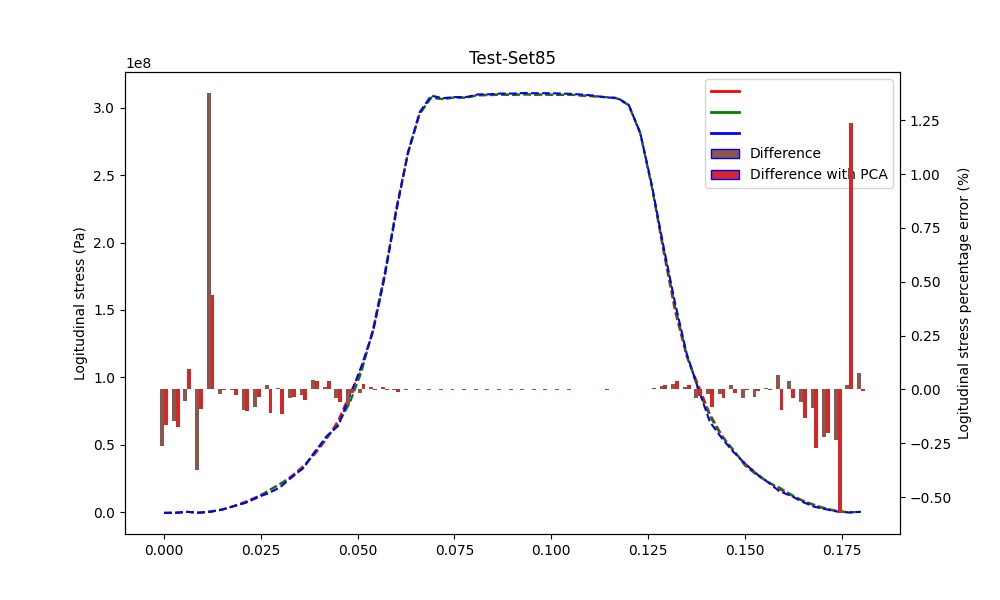 Test-Set85
1e8
3.0
2.5
2.0
1.5
1.0
0.5
0.0
Logitudinal stress (Pa)
Difference
Difference with PCA
1.25
1.00
0.75
0.50
0.25
0.00
−0.25
−0.50
Logitudinal stress percentage error (%)
0.000 0.025 0.050 0.075 0.100 0.125 0.150 0.175